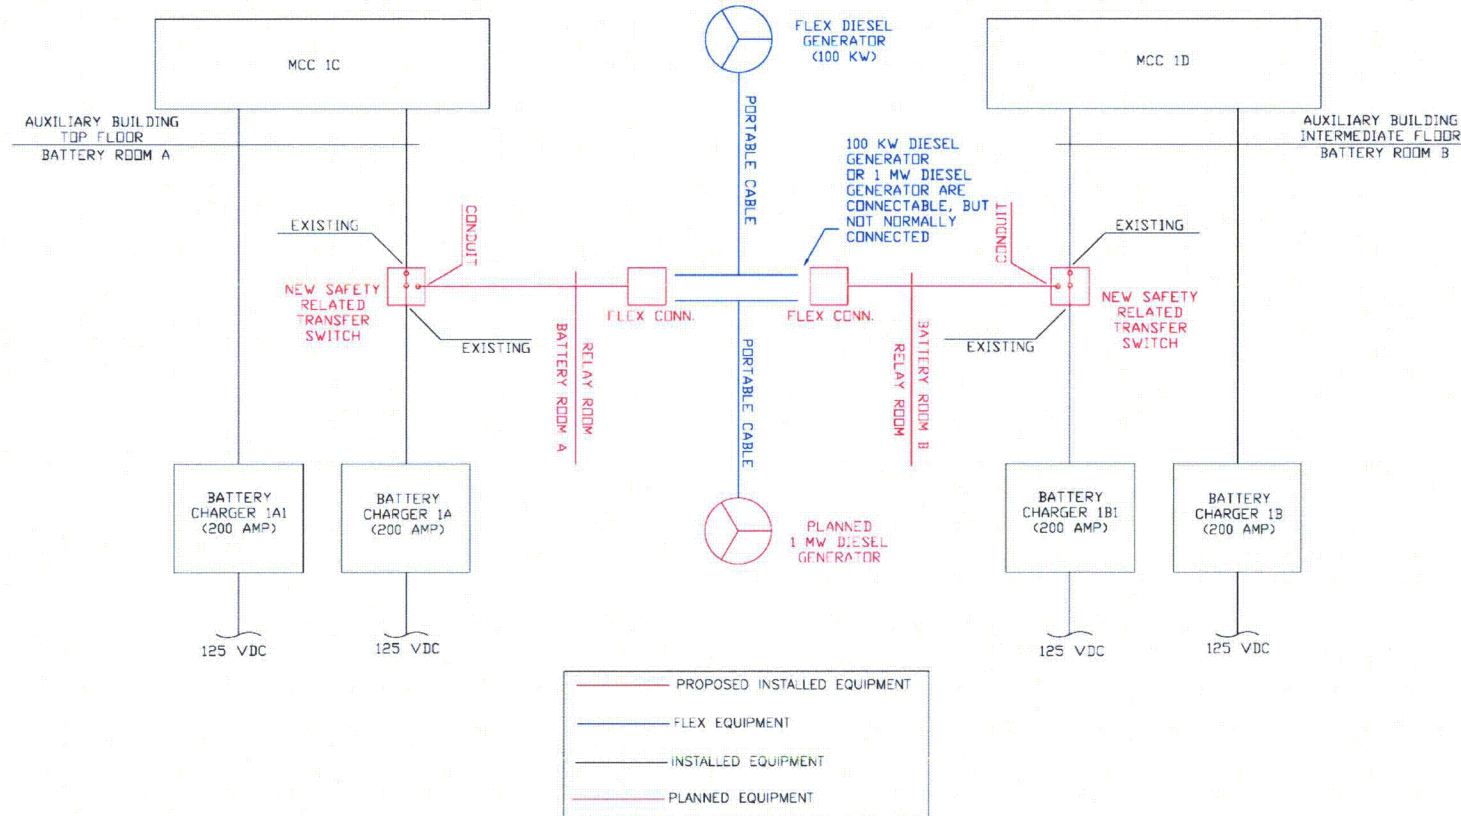 MCC 1C
FLEX DIESEL
GENERATOR
(100 KW)
MCC 1D
AUXILIARY BUILDING
TOP FLOOR
BATTERY ROOM A
PORTABLE CABLE
100 KW DIESEL
GENERATOR
OR 1 MW DIESEL
GENERATOR ARE
CONNECTABLE, BUT
NOT NORMALLY
CONNECTED
AUXILIARY BUILDING
INTERMEDIATE FLOOR
BATTERY ROOM B
EXISTING
CONDUIT
CONDUIT
EXISTING
NEW SAFETY
RELATED
TRANSFER
SWITCH
EXISTING
FLEX CONN.
FLEX CONN.
NEW SAFETY
RELATED
TRANSFER
SWITCH
EXISTING
BATTERY ROOM A
RELAY ROOM
PORTABLE CABLE
RELAY ROOM
BATTERY ROOM B
BATTERY
CHARGER 1A1
(200 AMP)
BATTERY
CHARGER 1A
(200 AMP)
PLANNED
1 MW DIESEL
GENERATOR
BATTERY
CHARGER 1B1
(200 AMP)
BATTERY
CHARGER 1B
(200 AMP)
125 VDC
125 VDC
125 VDC
125 VDC
PROPOSED INSTALLED EQUIPMENT
FLEX EQUIPMENT
INSTALLED EQUIPMENT
PLANNED EQUIPMENT